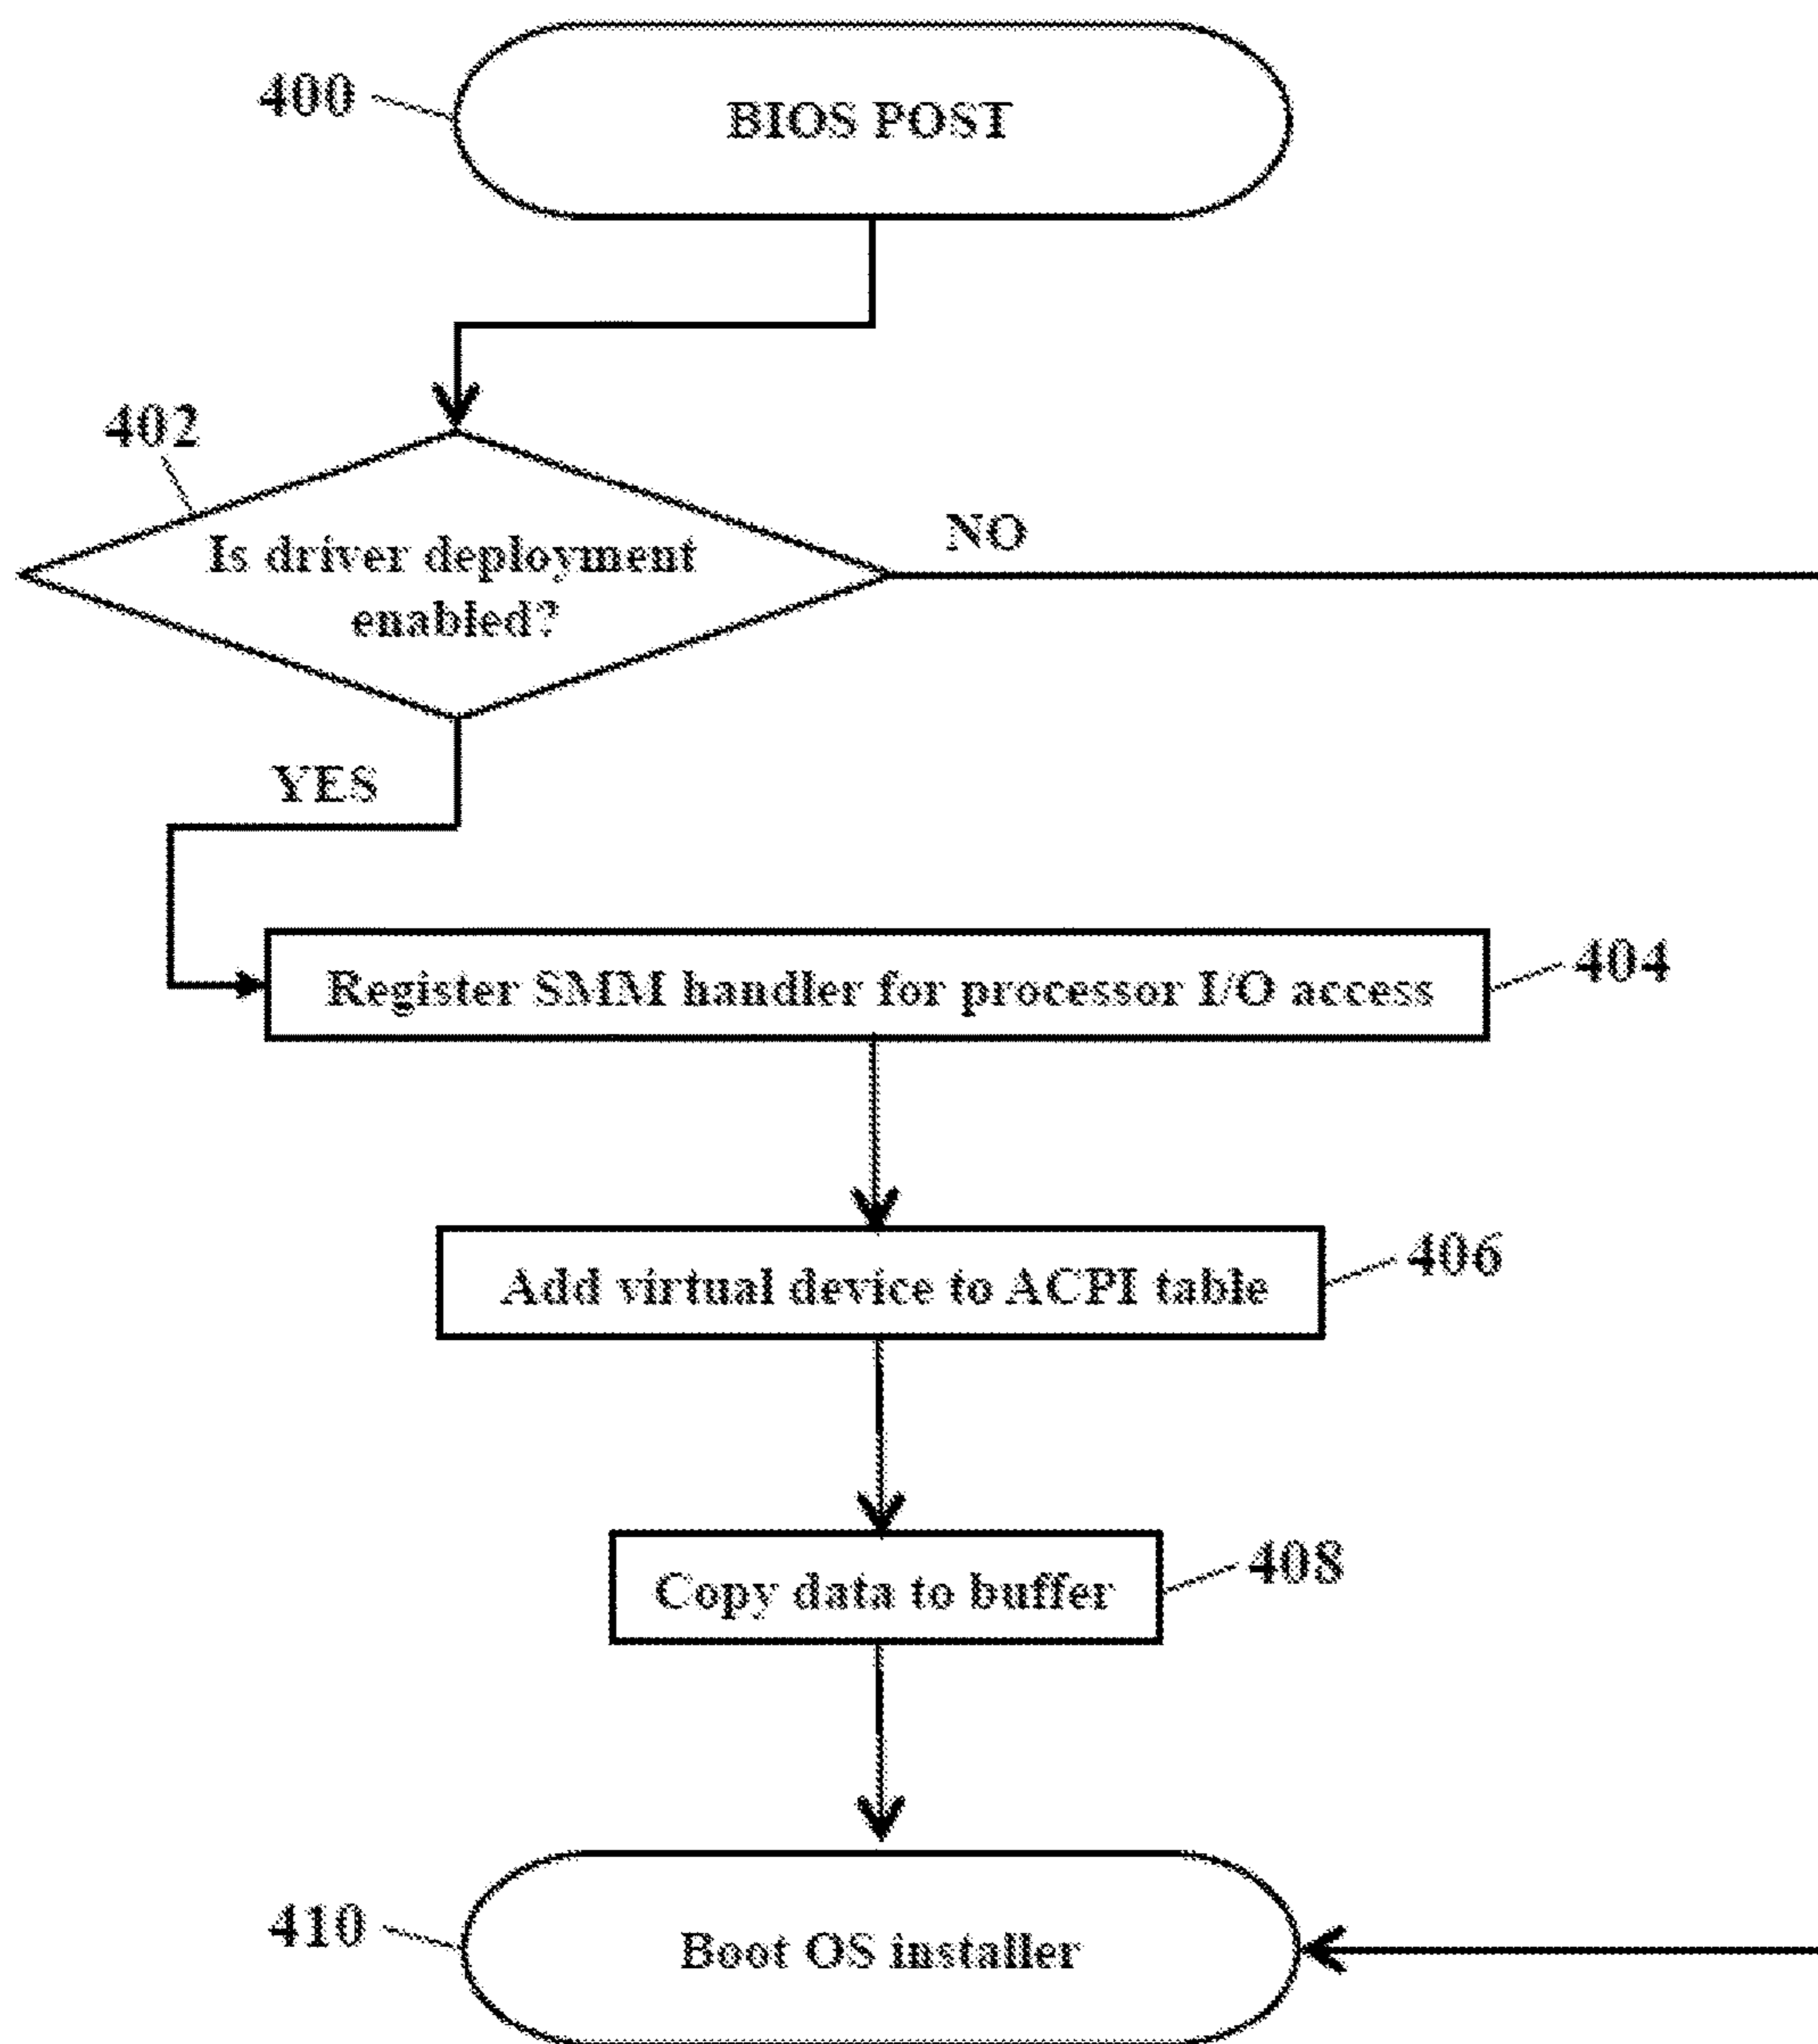 400
BIOS POST
402
Is driver deployment
enabled?
NO
YES
Register SMM handler for processor I/O access
404
Add virtual device to ACPI table
406
Copy data to buffer
408
410
Boot OS installer